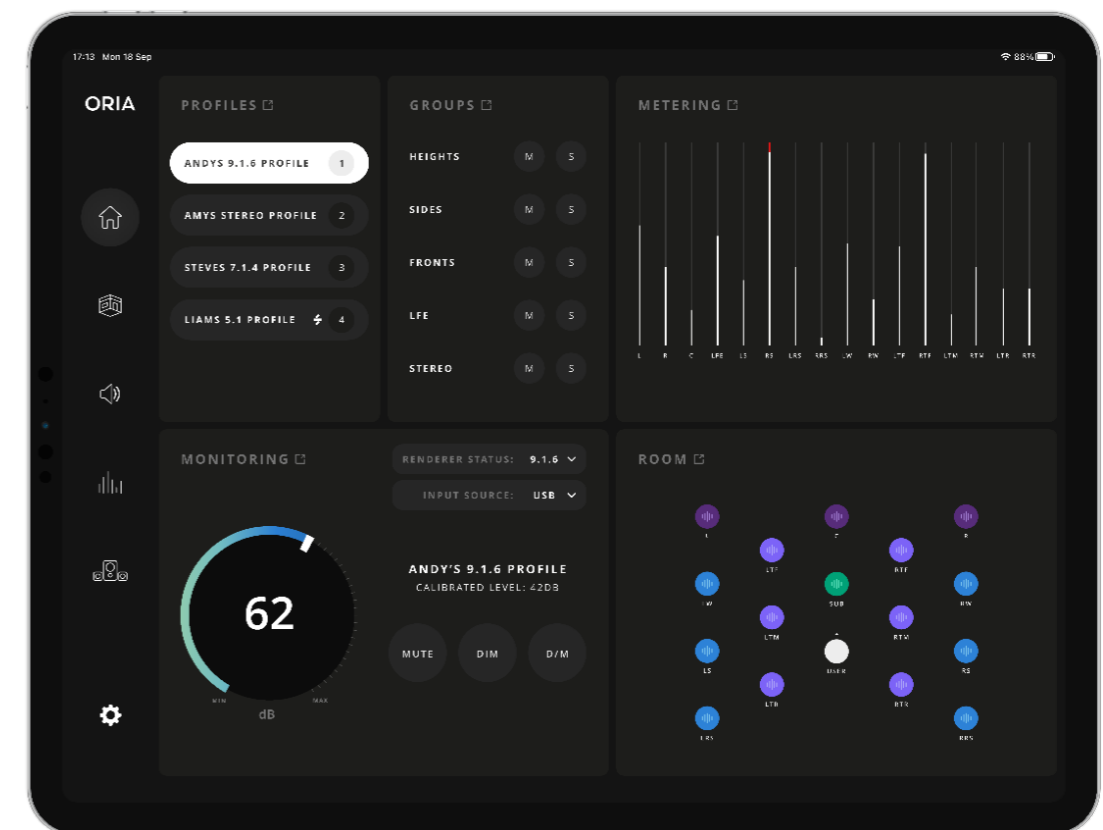 17:13 Mon 18 Sep
88%
ORIA
PROFILES
ANDYS 9.1.6 PROFILE 1
AMYS STEREO PROFILE 2
STEVES 7.1.4 PROFILE 3
LIAMS 5.1 PROFILE 4
GROUPS
HEIGHTS M S
SIDES M S
FRONTS M S
LFE M S
STEREO M S
METERING
L R C LFE LS RS LRS RRS LW RW LTF RTF LTM RTM LTR RTR
MONITORING
RENDERER STATUS: 9.1.6
INPUT SOURCE: USB
62
MIN MAX
dB
ANDY'S 9.1.6 PROFILE
CALIBRATED LEVEL: 42DB
MUTE DIM D/M
ROOM
L C R
LTF RTF
LW SUB RW
LTM RTM
LS USER RS
LTR RTR
LRS RRS